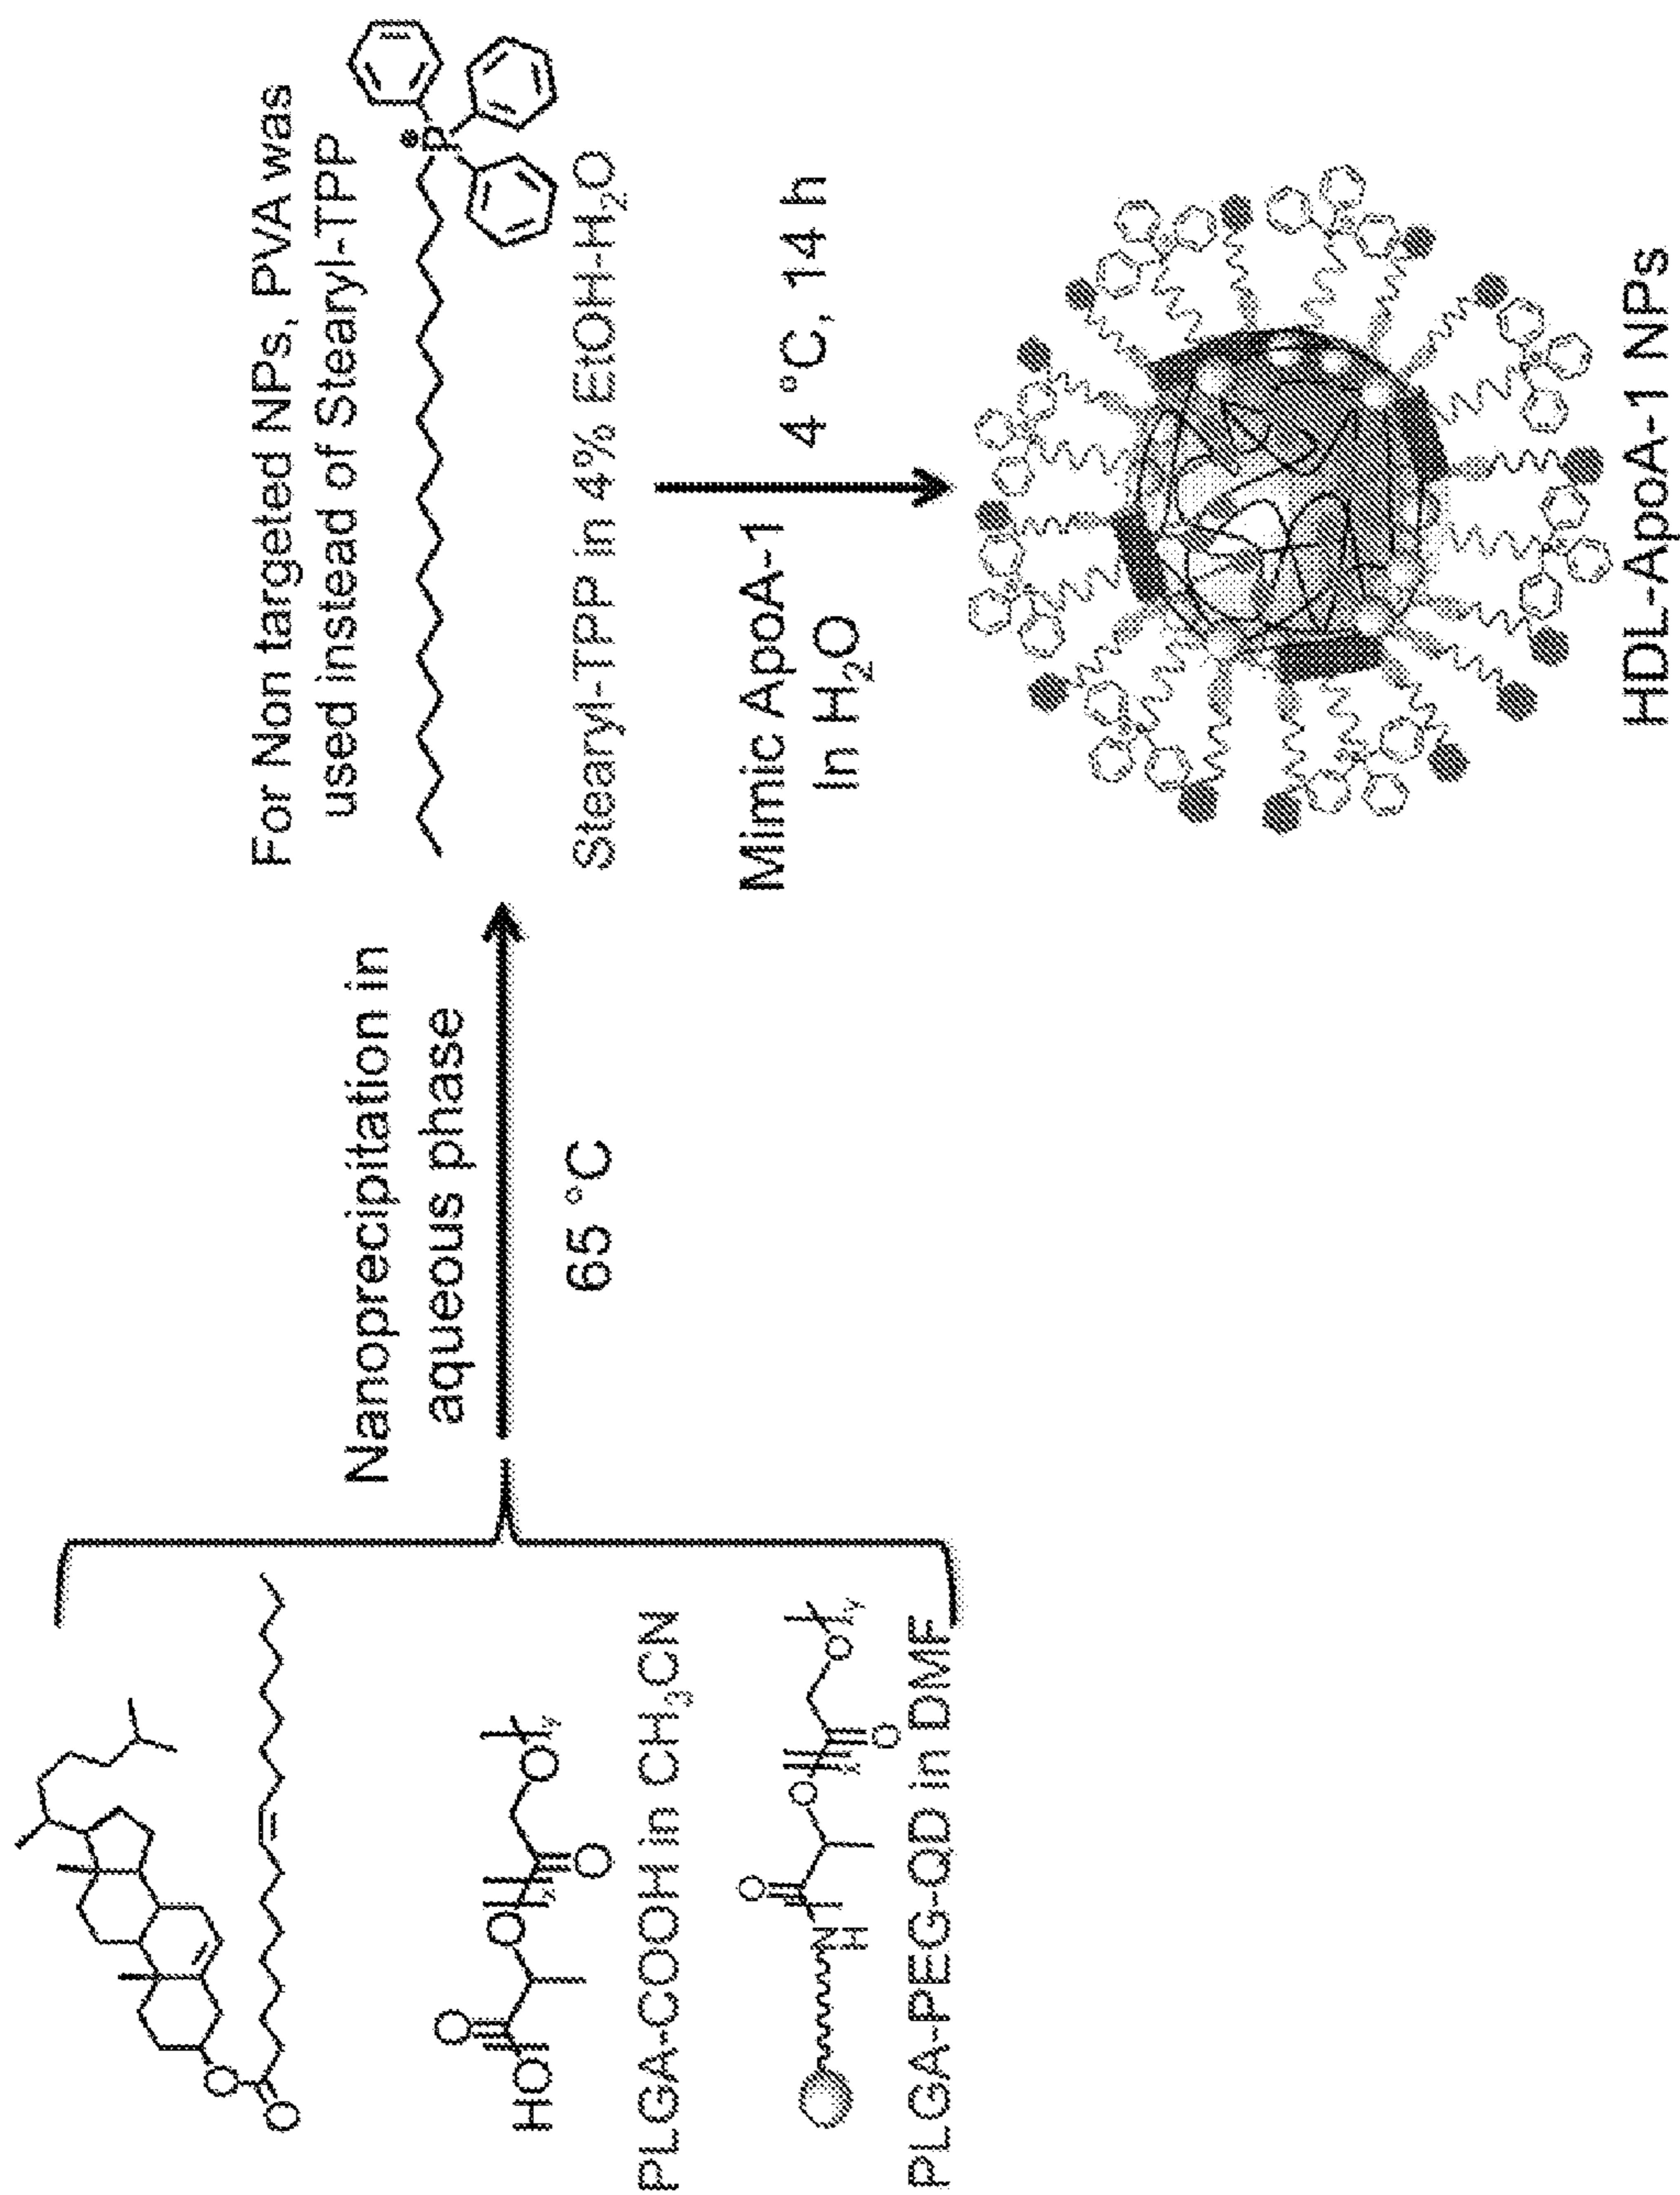 O
O
HO
O
O
x
O
O
y
PLGA-COOH in CH₃CN
O
N
H
O
x
O
O
y
PLGA-PEG-QD in DMF
Nanoprecipitation in
aqueous phase
65 °C
For Non targeted NPs, PVA was
used instead of Stearyl-TPP
P
Stearyl-TPP in 4% EtOH-H₂O
Mimic ApoA-1
In H₂O
4 °C, 14 h
HDL-ApoA-1 NPs